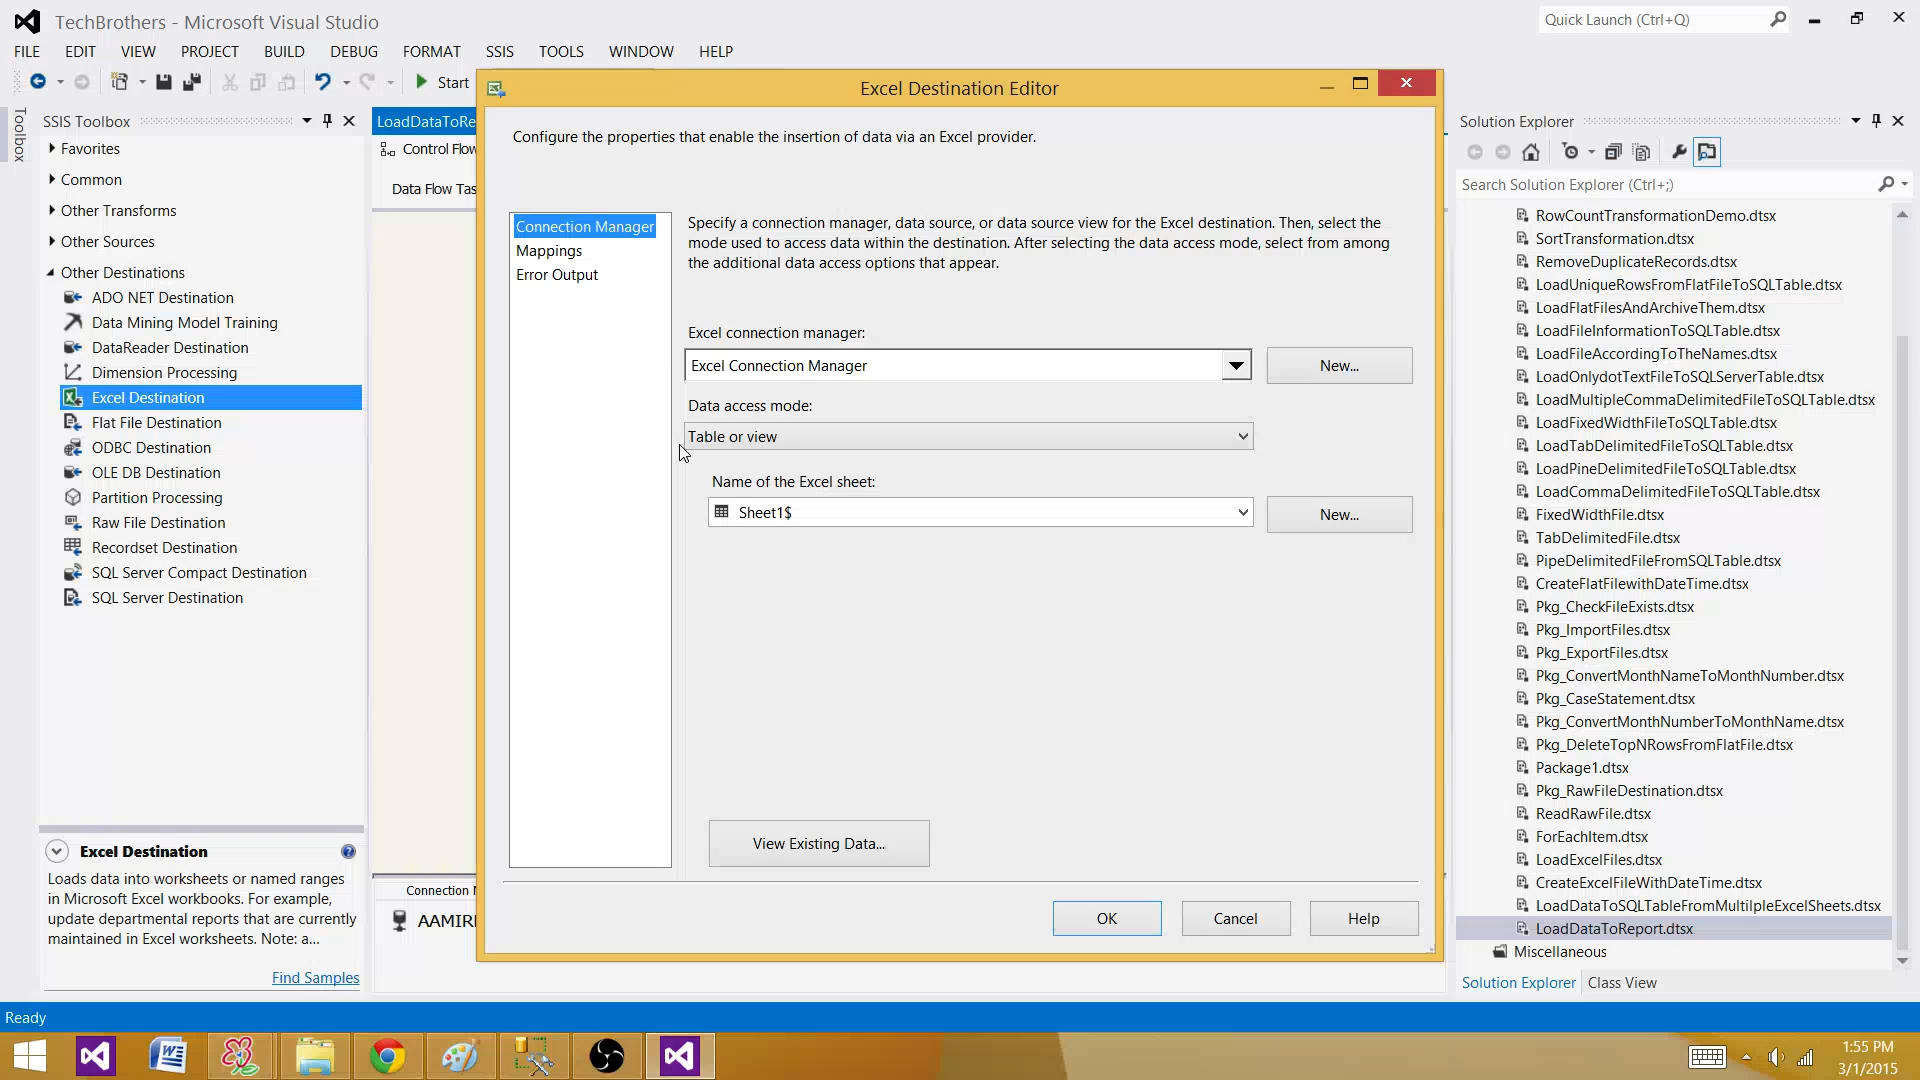 TechBrothers - Microsoft Visual Studio
Quick Launch (Ctrl+Q)
FILE EDIT VIEW PROJECT BUILD DEBUG FORMAT SSIS TOOLS WINDOW HELP
Start
Toolbox
SSIS Toolbox
Favorites
Common
Other Transforms
Other Sources
Other Destinations
ADO NET Destination
Data Mining Model Training
DataReader Destination
Dimension Processing
Excel Destination
Flat File Destination
ODBC Destination
OLE DB Destination
Partition Processing
Raw File Destination
Recordset Destination
SQL Server Compact Destination
SQL Server Destination
Excel Destination
Loads data into worksheets or named ranges
in Microsoft Excel workbooks. For example,
update departmental reports that are currently
maintained in Excel worksheets. Note: a...
Find Samples
LoadDataToRe
Control Flow
Data Flow Tas
Connection M
AAMIR
Excel Destination Editor
Configure the properties that enable the insertion of data via an Excel provider.
Connection Manager
Mappings
Error Output
Specify a connection manager, data source, or data source view for the Excel destination. Then, select the
mode used to access data within the destination. After selecting the data access mode, select from among
the additional data access options that appear.
Excel connection manager:
Excel Connection Manager
New...
Data access mode:
Table or view
Name of the Excel sheet:
Sheet1$
New...
View Existing Data...
OK
Cancel
Help
Solution Explorer
Search Solution Explorer (Ctrl+;)
RowCountTransformationDemo.dtsx
SortTransformation.dtsx
RemoveDuplicateRecords.dtsx
LoadUniqueRowsFromFlatFileToSQLTable.dtsx
LoadFlatFilesAndArchiveThem.dtsx
LoadFileInformationToSQLTable.dtsx
LoadFileAccordingToTheNames.dtsx
LoadOnlydotTextFileToSQLServerTable.dtsx
LoadMultipleCommaDelimitedFileToSQLTable.dtsx
LoadFixedWidthFileToSQLTable.dtsx
LoadTabDelimitedFileToSQLTable.dtsx
LoadPineDelimitedFileToSQLTable.dtsx
LoadCommaDelimitedFileToSQLTable.dtsx
FixedWidthFile.dtsx
TabDelimitedFile.dtsx
PipeDelimitedFileFromSQLTable.dtsx
CreateFlatFilewithDateTime.dtsx
Pkg_CheckFileExists.dtsx
Pkg_ImportFiles.dtsx
Pkg_ExportFiles.dtsx
Pkg_ConvertMonthNameToMonthNumber.dtsx
Pkg_CaseStatement.dtsx
Pkg_ConvertMonthNumberToMonthName.dtsx
Pkg_DeleteTopNRowsFromFlatFile.dtsx
Package1.dtsx
Pkg_RawFileDestination.dtsx
ReadRawFile.dtsx
ForEachItem.dtsx
LoadExcelFiles.dtsx
CreateExcelFileWithDateTime.dtsx
LoadDataToSQLTableFromMultilpleExcelSheets.dtsx
LoadDataToReport.dtsx
Miscellaneous
Solution Explorer
Class View
Ready
1:55 PM
3/1/2015